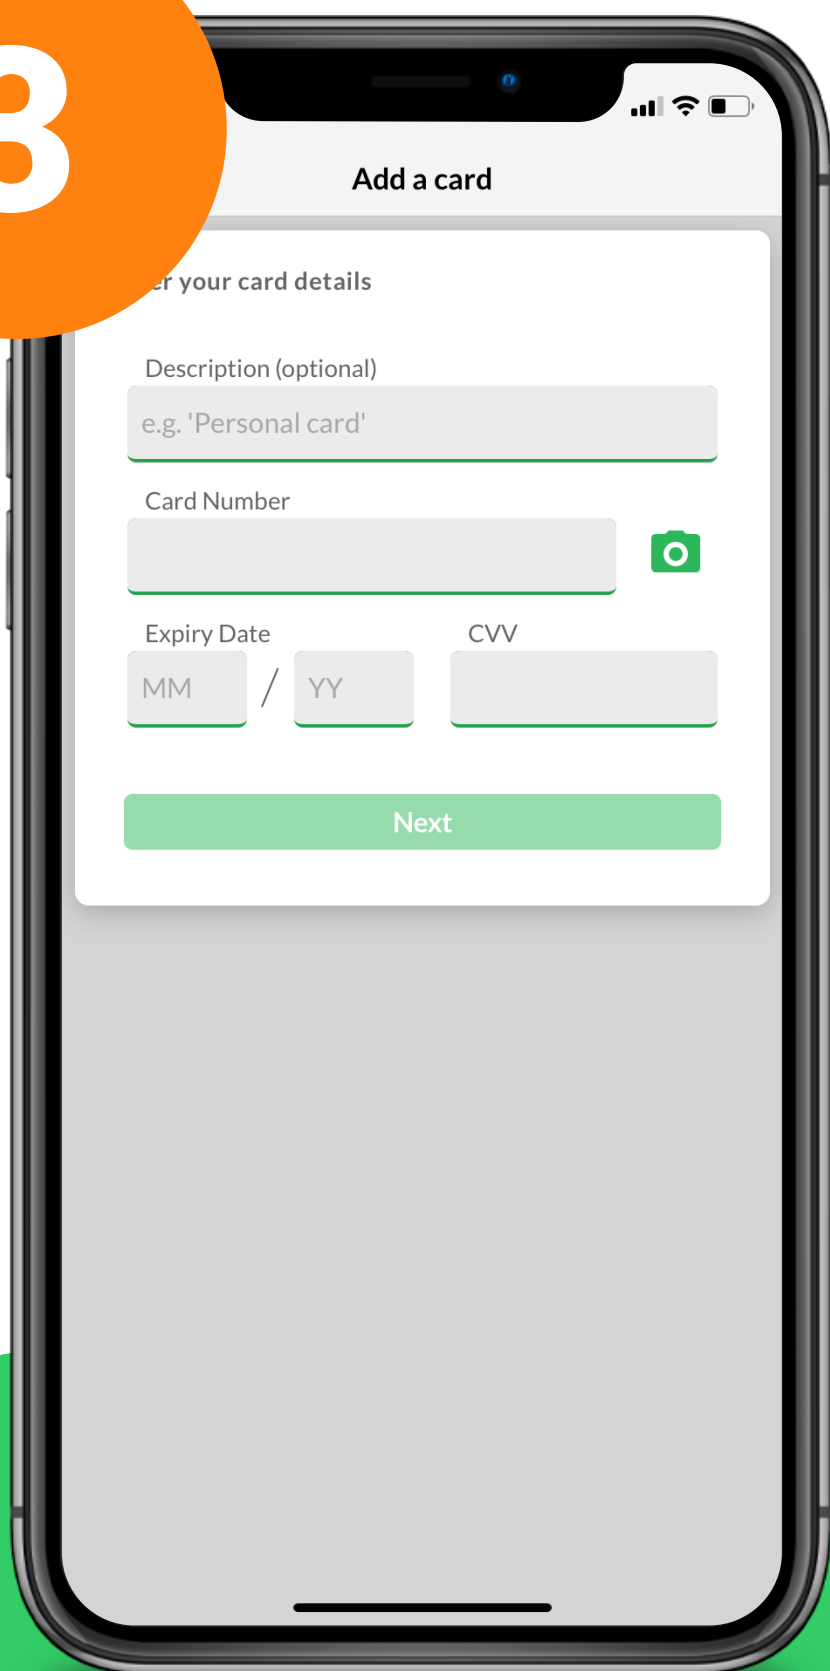 3
Add a card
your card details
Description (optional)
e.g. 'Personal card'
Card Number
Expiry Date CVV
MM / YY
Next